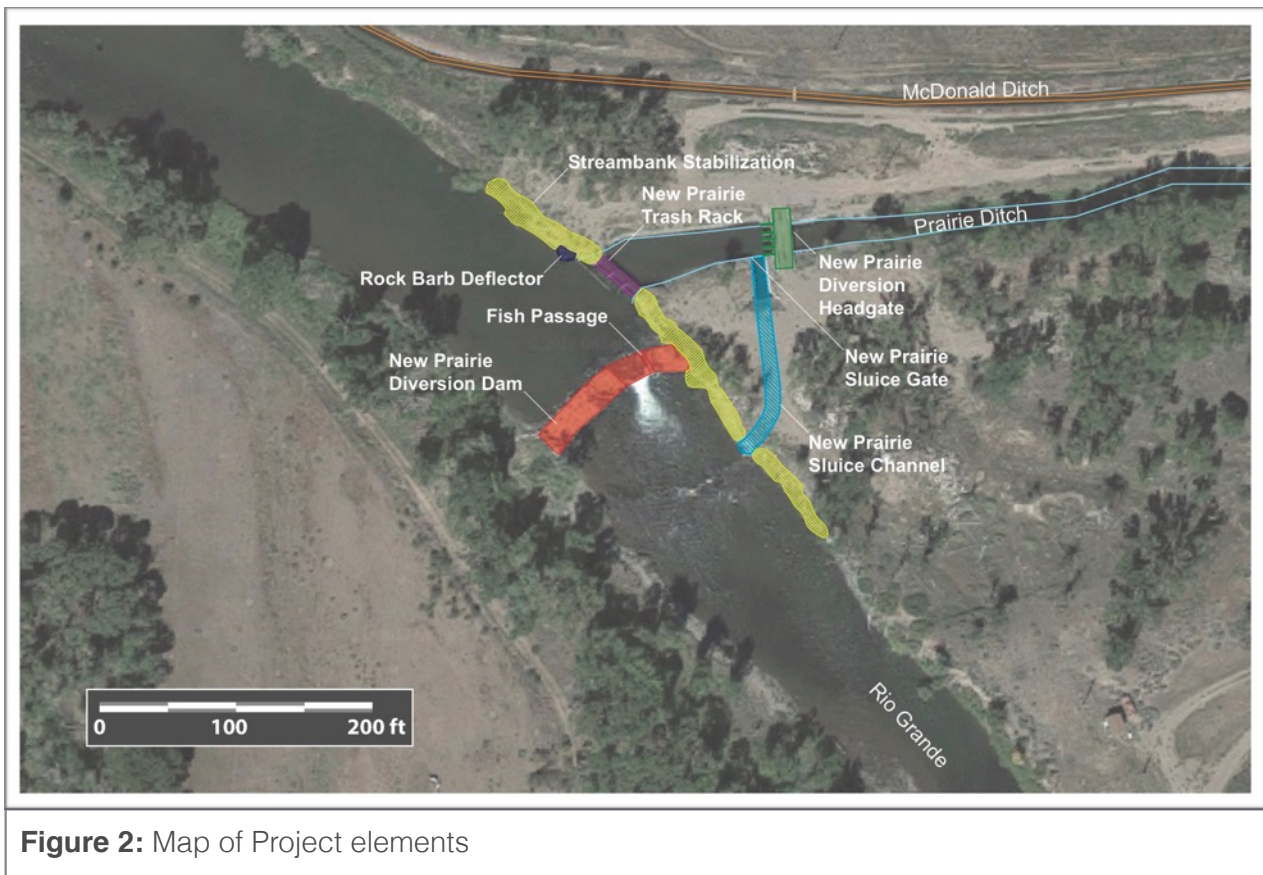 McDonald Ditch
Streambank Stabilization
New Prairie
Trash Rack
Prairie Ditch
Rock Barb Deflector
New Prairie
Diversion
Headgate
Fish Passage
New Prairie
Diversion Dam
New Prairie
Sluice Gate
New Prairie
Sluice Channel
Rio Grande
0 100 200 ft
Figure 2: Map of Project elements